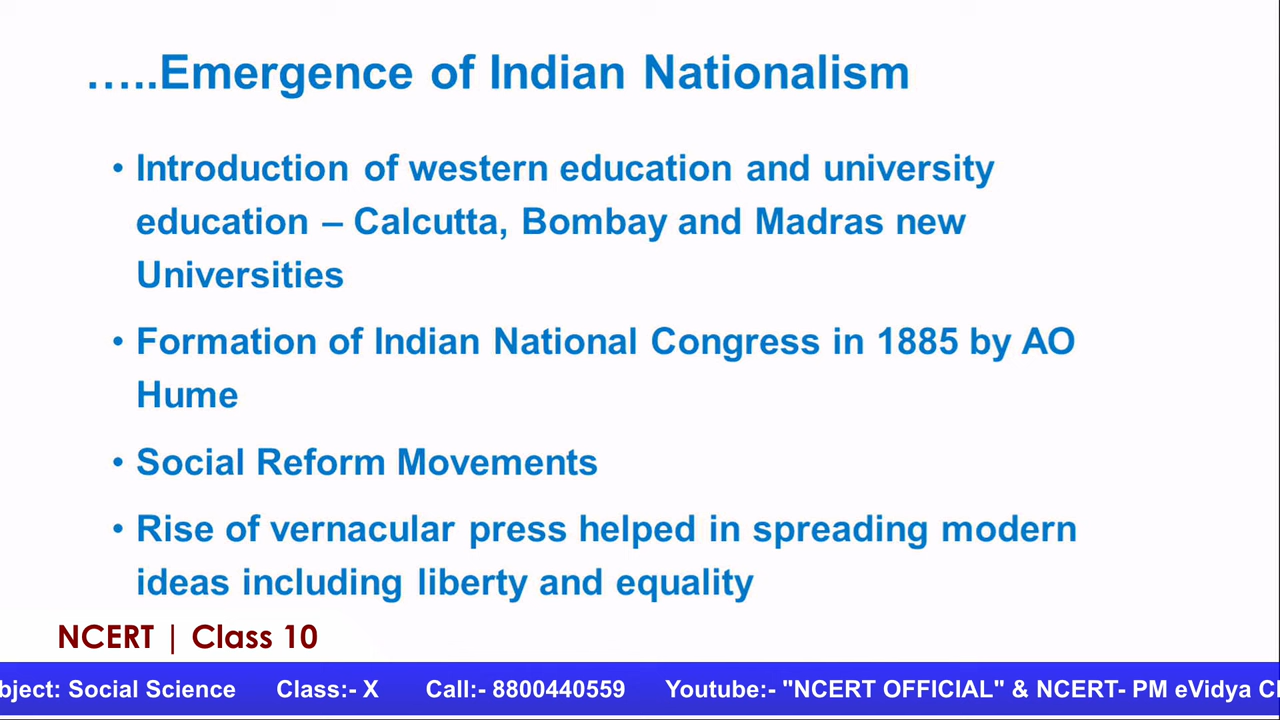 .....Emergence of Indian Nationalism
• Introduction of western education and university
education – Calcutta, Bombay and Madras new
Universities
• Formation of Indian National Congress in 1885 by AO
Hume
• Social Reform Movements
• Rise of vernacular press helped in spreading modern
ideas including liberty and equality
NCERT | Class 10
bject: Social Science Class:- X Call:- 8800440559 Youtube:- "NCERT OFFICIAL" & NCERT- PM eVidya